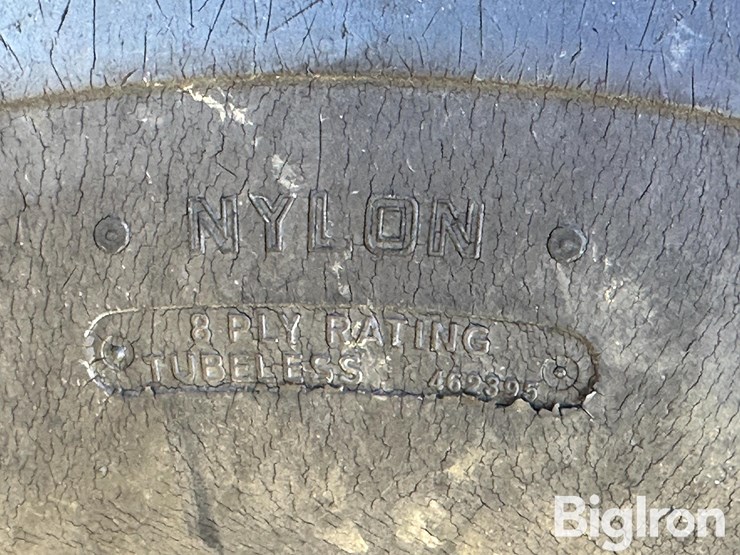 NYLON
8 PLY RATING
TUBELESS 462395
BigIron